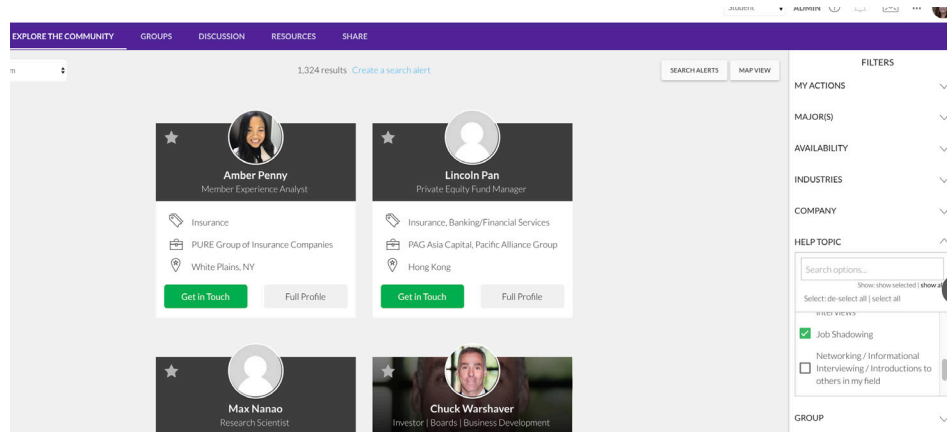 Student ADMIN
EXPLORE THE COMMUNITY GROUPS DISCUSSION RESOURCES SHARE
m 1,324 results Create a search alert SEARCH ALERTS MAP VIEW
FILTERS
MY ACTIONS
MAJOR(S)
AVAILABILITY
INDUSTRIES
COMPANY
HELP TOPIC
Search options...
Show: show selected | show al
Select: de-select all | select all
Interviews
Job Shadowing
Networking / Informational
Interviewing / Introductions to
others in my field
GROUP
Amber Penny
Member Experience Analyst
Insurance
PURE Group of Insurance Companies
White Plains, NY
Get in Touch Full Profile
Lincoln Pan
Private Equity Fund Manager
Insurance, Banking/Financial Services
PAG Asia Capital, Pacific Alliance Group
Hong Kong
Get in Touch Full Profile
Max Nanao
Research Scientist
Chuck Warshaver
Investor | Boards | Business Development